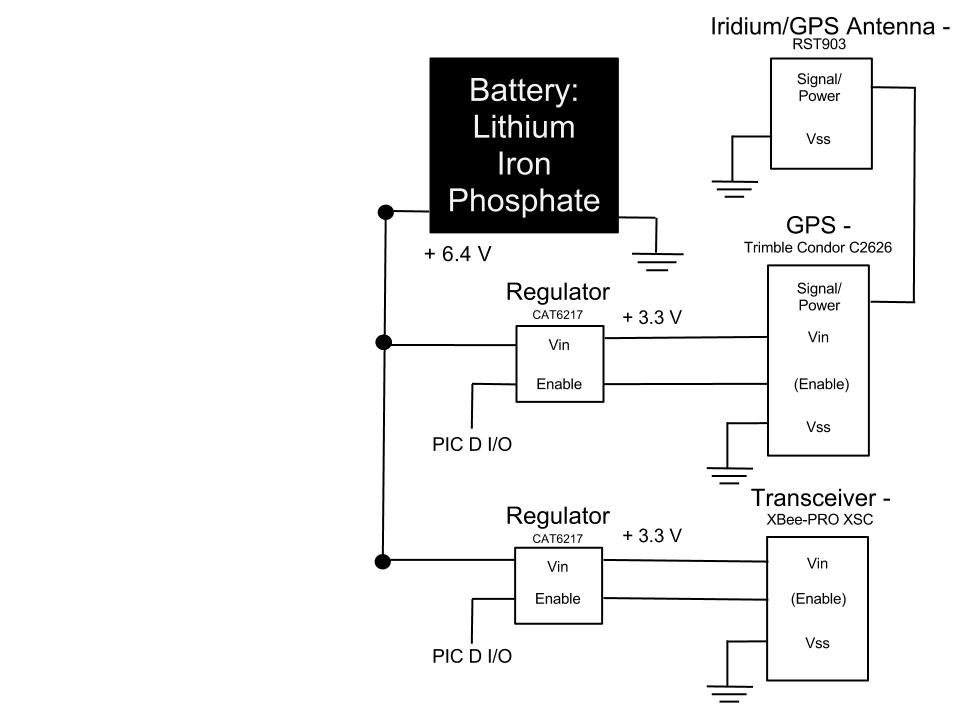 Iridium/GPS Antenna -
RST903
Signal/
Power
Vss
Battery:
Lithium
Iron
Phosphate
+ 6.4 V
GPS -
Trimble Condor C2626
Signal/
Power
Vin
(Enable)
Vss
Regulator
CAT6217
+ 3.3 V
Vin
Enable
PIC D I/O
Transceiver -
XBee-PRO XSC
Vin
(Enable)
Vss
Regulator
CAT6217
+ 3.3 V
Vin
Enable
PIC D I/O